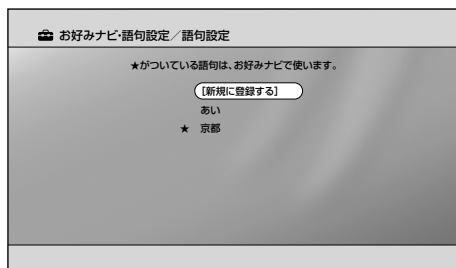 お好みナビ・語句設定／語句設定
★がついている語句は、お好みナビで使います。
[新規に登録する]
あい
★ 京都